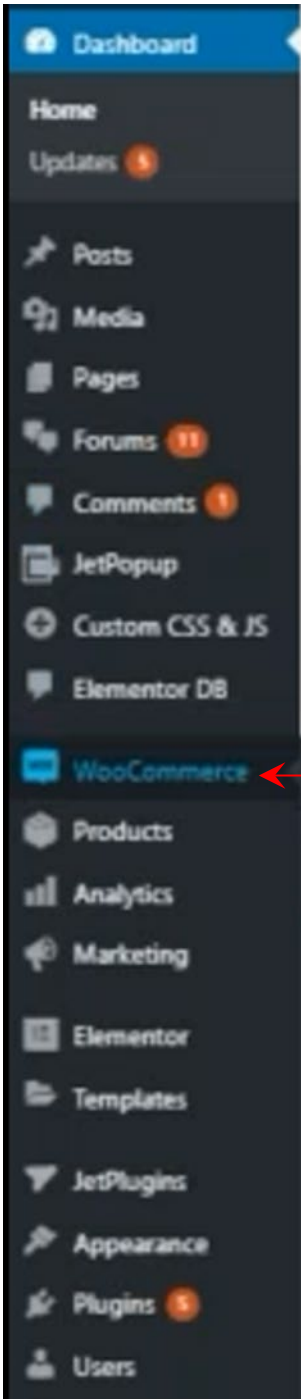 Dashboard
Home
Updates 5
Posts
Media
Pages
Forums 11
Comments 1
JetPopup
Custom CSS & JS
Elementor DB
WooCommerce
Products
Analytics
Marketing
Elementor
Templates
JetPlugins
Appearance
Plugins 5
Users